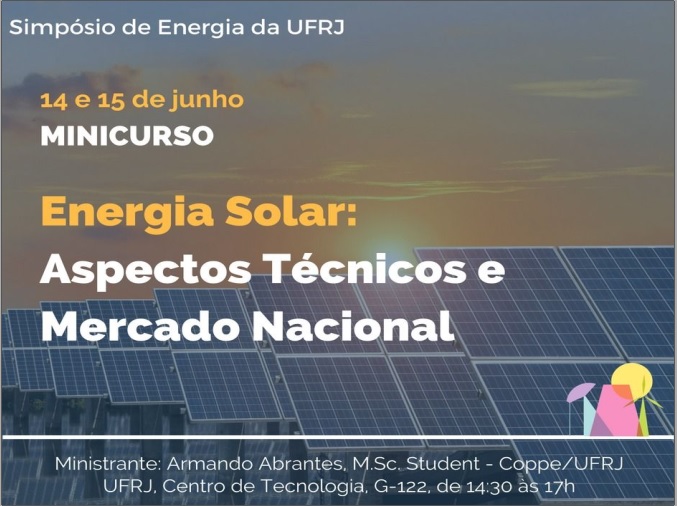 Simpósio de Energia da UFRJ
14 e 15 de junho
MINICURSO
Energia Solar:
Aspectos Técnicos e
Mercado Nacional
Ministrante: Armando Abrantes, M.Sc. Student - Coppe/UFRJ
UFRJ, Centro de Tecnologia, G-122, de 14:30 às 17h